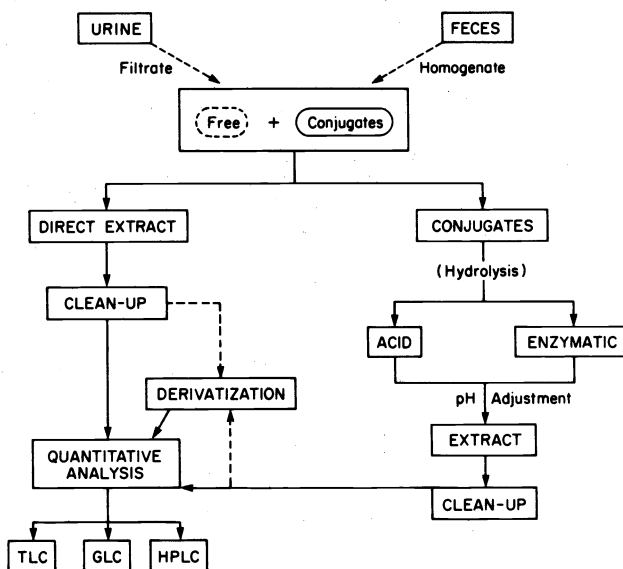 URINE
FECES
Filtrate
Homogenate
Free + Conjugates
DIRECT EXTRACT
CONJUGATES
(Hydrolysis)
CLEAN-UP
ACID
ENZYMATIC
DERIVATIZATION
pH Adjustment
EXTRACT
QUANTITATIVE
ANALYSIS
CLEAN-UP
TLC
GLC
HPLC